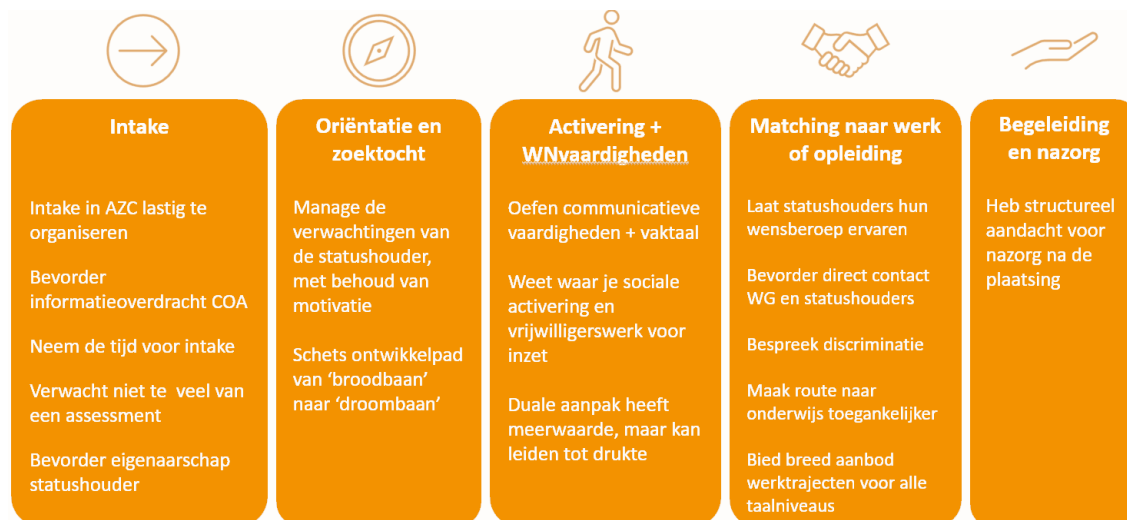 Intake
Intake in AZC lastig te
organiseren
Bevorder
informatieoverdracht COA
Neem de tijd voor intake
Verwacht niet te  veel van
een assessment
Bevorder eigenaarschap
statushouder
Oriëntatie en
zoektocht
Manage de
verwachtingen van
de statushouder,
met behoud van
motivatie
Schets ontwikkelpad
van ‘broodbaan’
naar ‘droombaan’
Activering +
WNvaardigheden
Oefen communicatieve
vaardigheden + vaktaal
Weet waar je sociale
activering en
vrijwilligerswerk voor
inzet
Duale aanpak heeft
meerwaarde, maar kan
leiden tot drukte
Matching naar werk
of opleiding
Laat statushouders hun
wensberoep ervaren
Bevorder direct contact
WG en statushouders
Bespreek discriminatie
Maak route naar
onderwijs toegankelijker
Bied breed aanbod
werktrajecten voor alle
taalniveaus
Begeleiding
en nazorg
Heb structureel
aandacht voor
nazorg na de
plaatsing